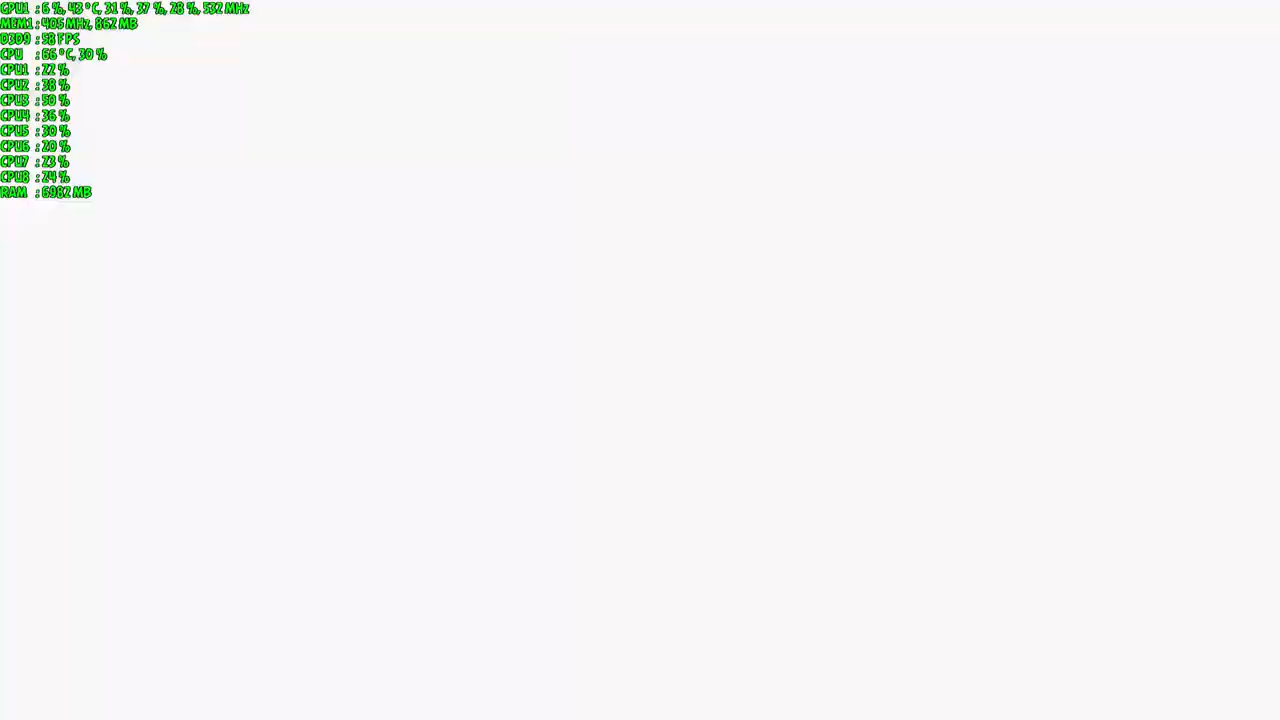 GPU1 : 6 %, 43 °C, 31 %, 37 %, 28 %, 532 MHz
MEM1 : 405 MHz, 862 MB
D3D9 : 58 FPS
CPU : 66 °C, 30 %
CPU1 : 22 %
CPU2 : 38 %
CPU3 : 50 %
CPU4 : 36 %
CPU5 : 30 %
CPU6 : 20 %
CPU7 : 23 %
CPU8 : 24 %
RAM : 6982 MB